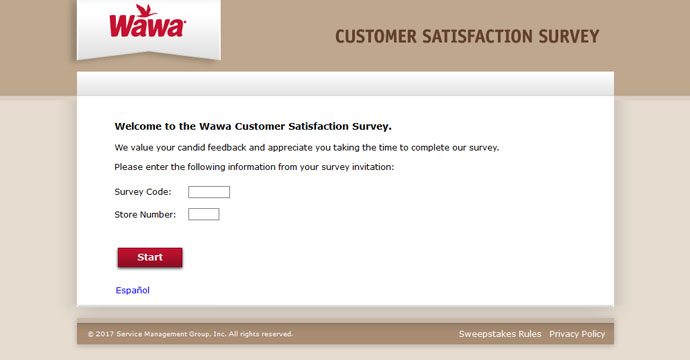 Wawa
CUSTOMER SATISFACTION SURVEY
Welcome to the Wawa Customer Satisfaction Survey.
We value your candid feedback and appreciate you taking the time to complete our survey.
Please enter the following information from your survey invitation:
Survey Code:
Store Number:
Start
Español
© 2017 Service Management Group, Inc. All rights reserved. Sweepstakes Rules Privacy Policy